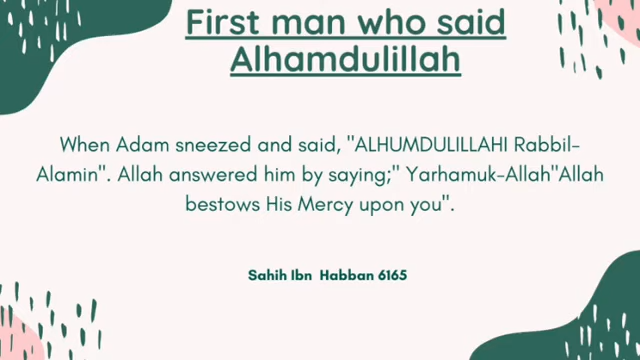 First man who said
Alhamdulillah
When Adam sneezed and said, "ALHUMDULILLAHI Rabbil-
Alamin". Allah answered him by saying;" Yarhamuk-Allah"Allah
bestows His Mercy upon you".
Sahih Ibn Habban 6165